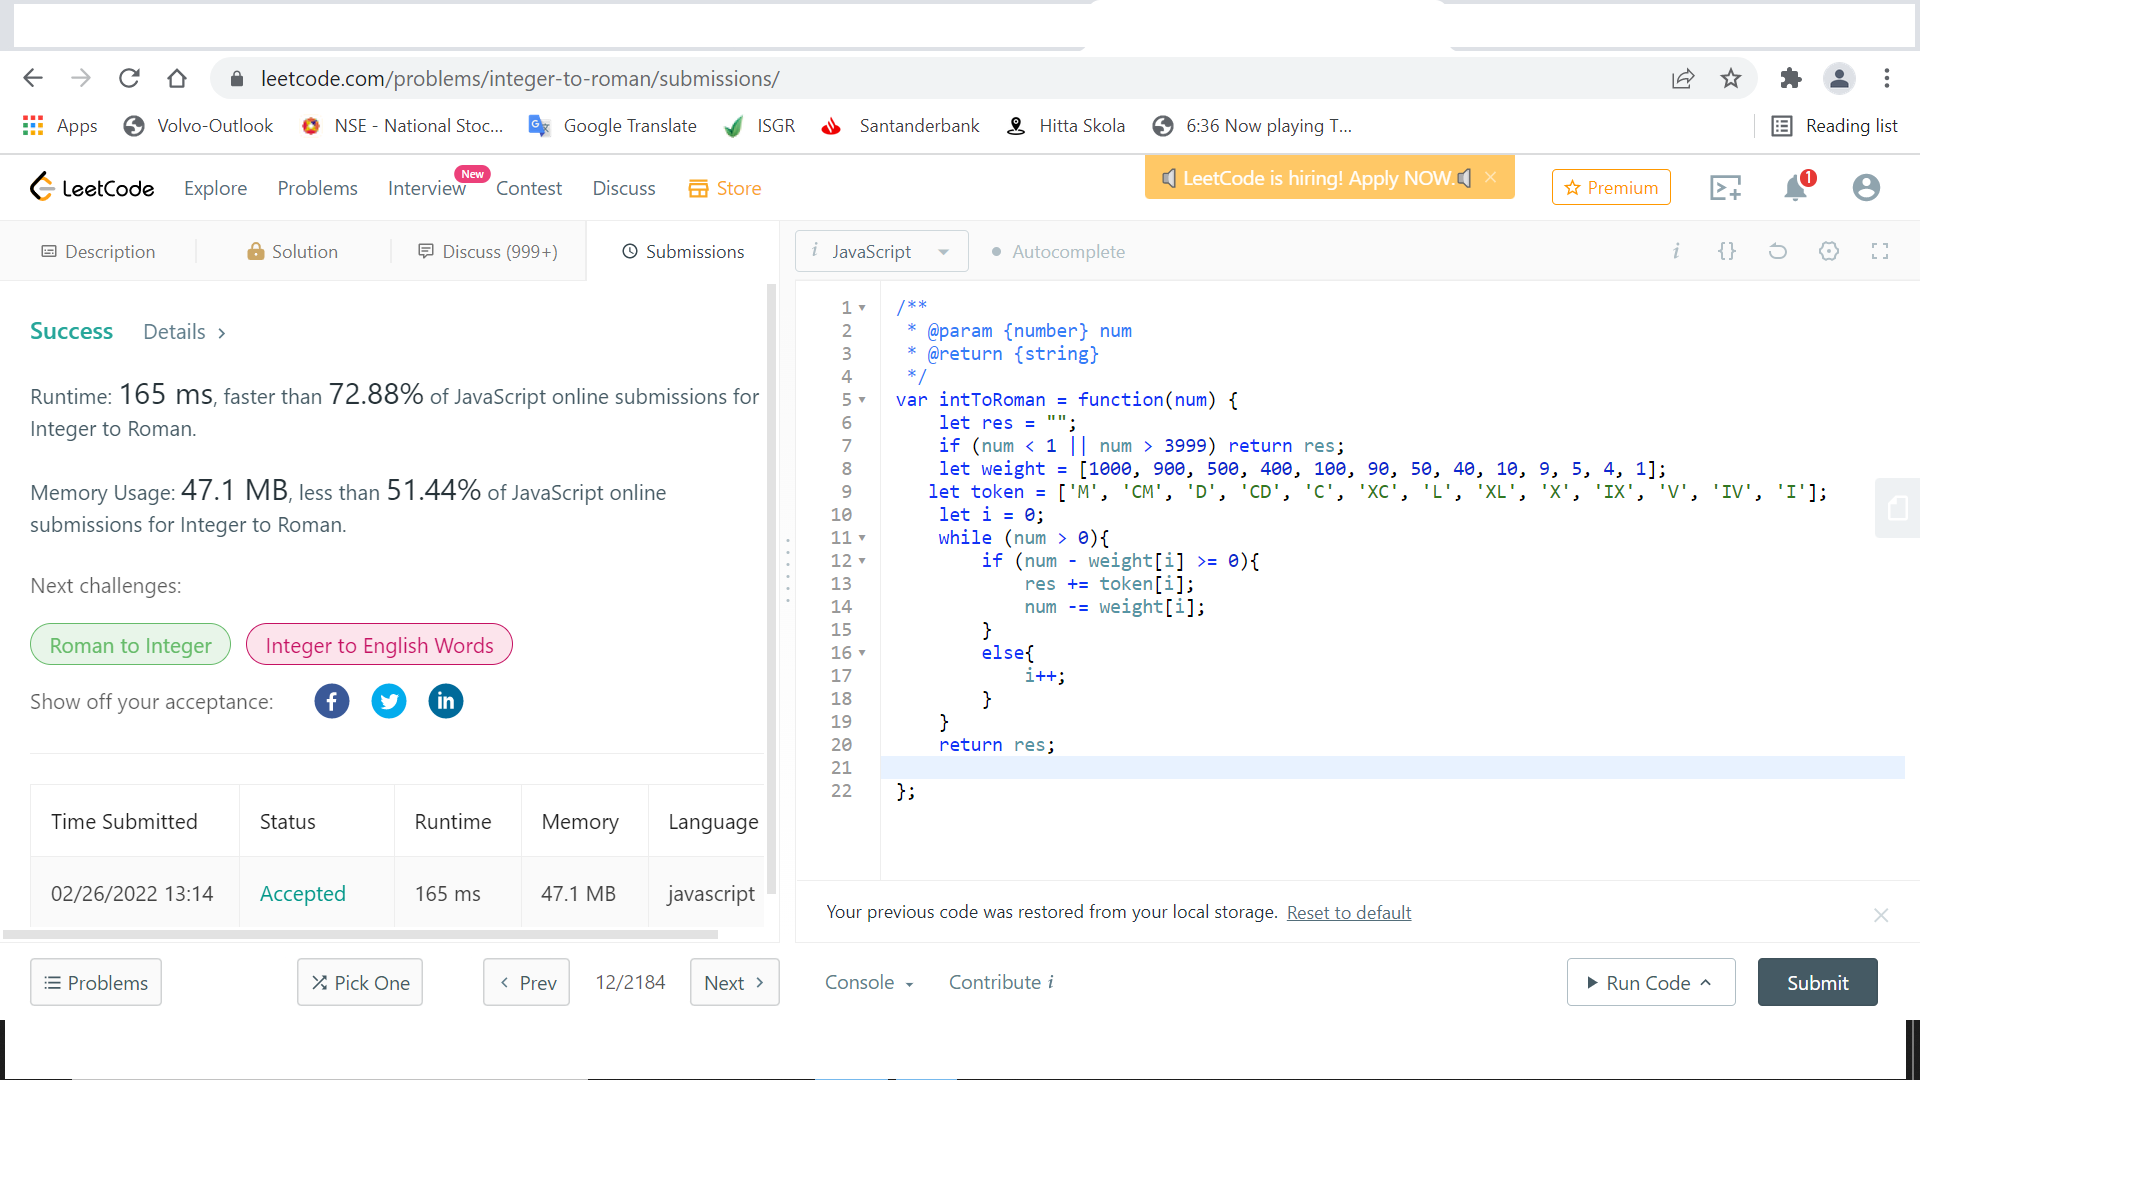 leetcode.com/problems/integer-to-roman/submissions/
Apps Volvo-Outlook NSE - National Stoc... Google Translate ISGR Santanderbank Hitta Skola 6:36 Now playing T... Reading list
LeetCode Explore Problems Interview New Contest Discuss Store LeetCode is hiring! Apply NOW. × Premium 1
Description Solution Discuss (999+) Submissions
i JavaScript Autocomplete i {}
Success Details >
Runtime: 165 ms, faster than 72.88% of JavaScript online submissions for
Integer to Roman.
Memory Usage: 47.1 MB, less than 51.44% of JavaScript online
submissions for Integer to Roman.
Next challenges:
Roman to Integer Integer to English Words
Show off your acceptance: f in
Time Submitted Status Runtime Memory Language
02/26/2022 13:14 Accepted 165 ms 47.1 MB javascript
1 /**
2  * @param {number} num
3  * @return {string}
4  */
5 var intToRoman = function(num) {
6     let res = "";
7     if (num < 1 || num > 3999) return res;
8     let weight = [1000, 900, 500, 400, 100, 90, 50, 40, 10, 9, 5, 4, 1];
9    let token = ['M', 'CM', 'D', 'CD', 'C', 'XC', 'L', 'XL', 'X', 'IX', 'V', 'IV', 'I'];
10     let i = 0;
11     while (num > 0){
12         if (num - weight[i] >= 0){
13             res += token[i];
14             num -= weight[i];
15         }
16         else{
17             i++;
18         }
19     }
20     return res;
21
22 };
Your previous code was restored from your local storage. Reset to default
Problems Pick One < Prev 12/2184 Next > Console Contribute i Run Code Submit